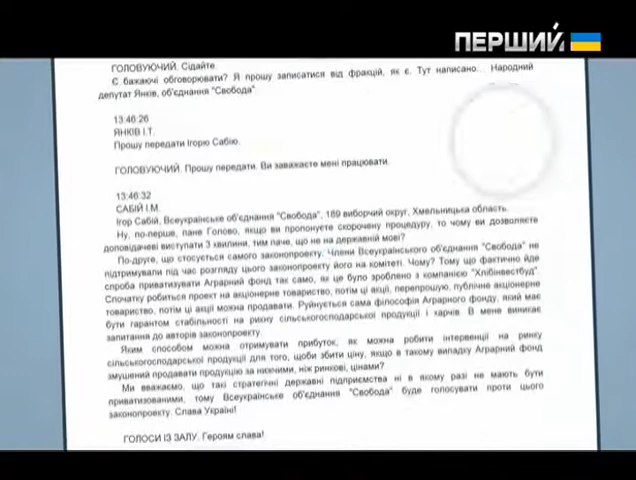 ПЕРШИЙ
ГОЛОВУЮЧИЙ. Сідайте.
Є бажаючі обговорювати? Я прошу записатися від фракцій, як є. Тут написано... Народний
депутат Янків, об'єднання "Свобода"
13:46:26
ЯНКІВ І.Т.
Прошу передати Ігорю Сабію.
ГОЛОВУЮЧИЙ. Прошу передати. Ви заважаєте мені працювати.
13:46:32
САБІЙ І.М.
Ігор Сабій, Всеукраїнське об'єднання "Свобода", 189 виборчий округ, Хмельницька область.
Ну, по-перше, пане Голово, якщо ви пропонуєте скорочену процедуру, то чому ви дозволяєте
доповідачеві виступати 3 хвилини, тим паче, що не на державній мові?
По-друге, що стосується самого законопроекту. Члени Всеукраїнського об'єднання "Свобода" не
підтримували під час розгляду цього законопроекту його на комітеті. Чому? Тому що фактично йде
спроба приватизувати Аграрний фонд так само, як це було зроблено з компанією "Хлібінвестбуд".
Спочатку робиться проект на акціонерне товариство, потім ці акції, перепрошую, публічне акціонерне
товариство, потім ці акції можна продавати. Руйнується сама філософія Аграрного фонду, який має
бути гарантом стабільності на ринку сільськогосподарської продукції і харчів. В мене виникає
запитання до авторів законопроекту.
Яким способом можна отримувати прибуток, як можна робити інтервенції на ринку
сільськогосподарської продукції для того, щоби збити ціну, якщо в такому випадку Аграрний фонд
змушений продавати продукцію за нижчими, ніж ринкові, цінами?
Ми вважаємо, що такі стратегічні державні підприємства ні в якому разі не мають бути
приватизованими, тому Всеукраїнське об'єднання "Свобода" буде голосувати проти цього
законопроекту. Слава Україні!
ГОЛОСИ ІЗ ЗАЛУ. Героям слава!